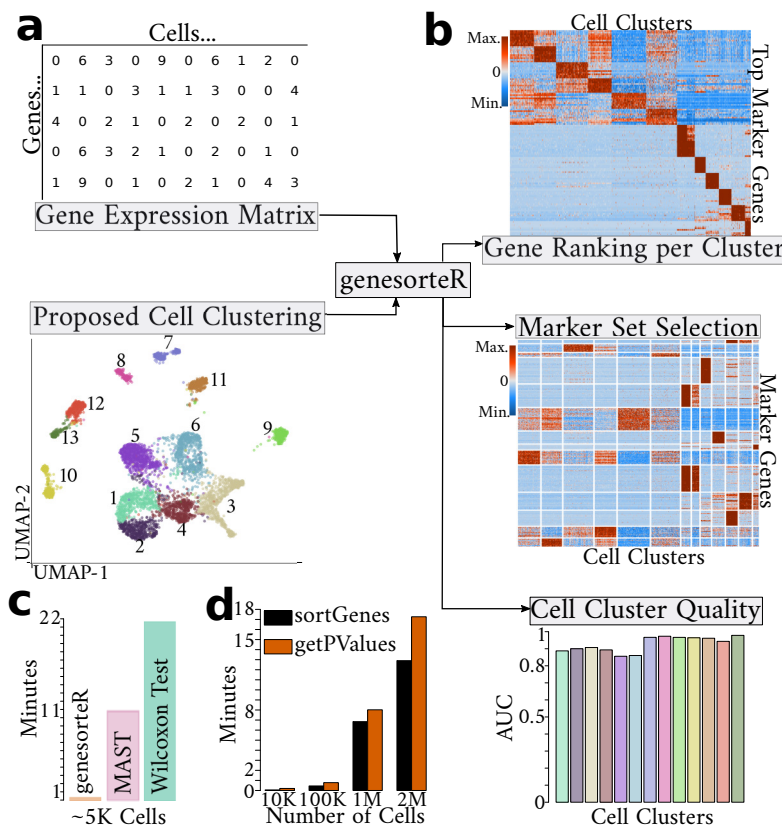 a
Cells...
Genes...
0 6 3 0 9 0 6 1 2 0
1 1 0 3 1 1 3 0 0 4
4 0 2 1 0 2 0 2 0 1
0 6 3 2 1 0 1 0 0 0
1 9 0 1 0 2 1 0 4 3
Gene Expression Matrix
Proposed Cell Clustering
genesorteR
7
8
11
12
13
5
6
9
10
1
3
2
4
UMAP-2
UMAP-1
b
Cell Clusters
Max.
0
Min.
Top Marker Genes
Gene Ranking per Cluster
Marker Set Selection
Max.
0
Min.
Marker Genes
Cell Clusters
Cell Cluster Quality
1
0.8
0.5
0
AUC
Cell Clusters
c
22
11
1
Minutes
genesorteR
MAST
Wilcoxon Test
~5K Cells
d
18
15
8
2
0
Minutes
sortGenes
getPValues
10K 100K 1M 2M
Number of Cells